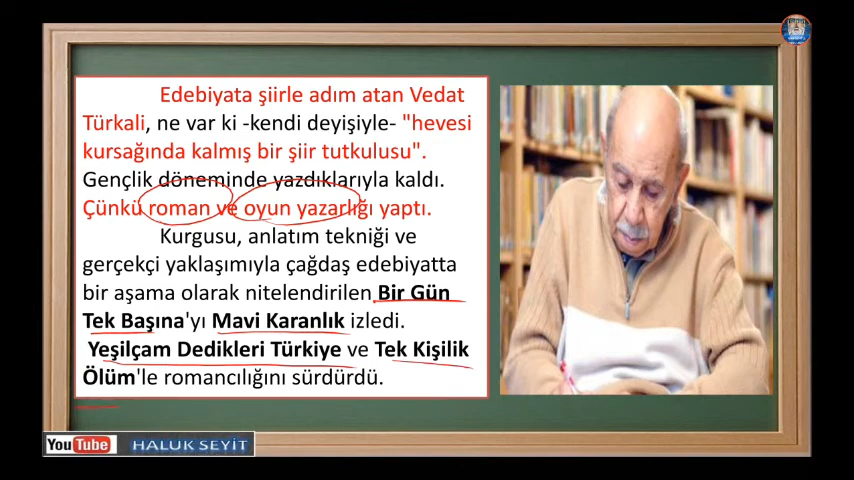 Edebiyata şiirle adım atan Vedat
Türkali, ne var ki -kendi deyişiyle- "hevesi
kursağında kalmış bir şiir tutkulusu".
Gençlik döneminde yazdıklarıyla kaldı.
Çünkü roman ve oyun yazarlığı yaptı.
Kurgusu, anlatım tekniği ve
gerçekçi yaklaşımıyla çağdaş edebiyatta
bir aşama olarak nitelendirilen Bir Gün
Tek Başına'yı Mavi Karanlık izledi.
Yeşilçam Dedikleri Türkiye ve Tek Kişilik
Ölüm'le romancılığını sürdürdü.
YouTube HALUK SEYİT